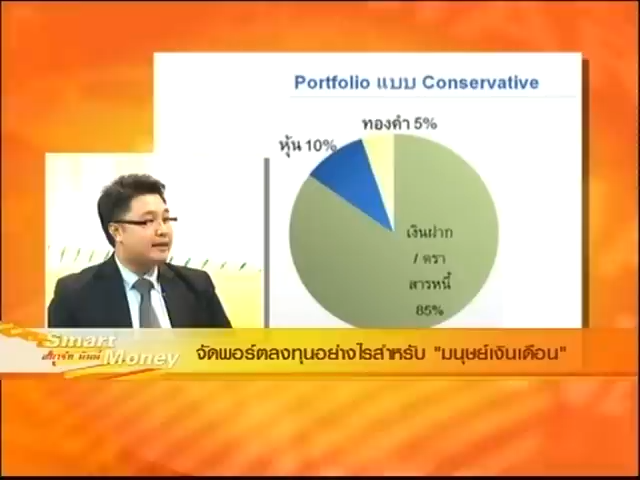 Portfolio แบบ Conservative
ทองคำ 5%
หุ้น 10%
เงินฝาก
/ ตรา
สารหนี้
85%
Smart
Money
จัดพอร์ตลงทุนอย่างไรสำหรับ "มนุษย์เงินเดือน"